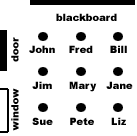 blackboard
door
John Fred Bill
Jim Mary Jane
window
Sue Pete Liz